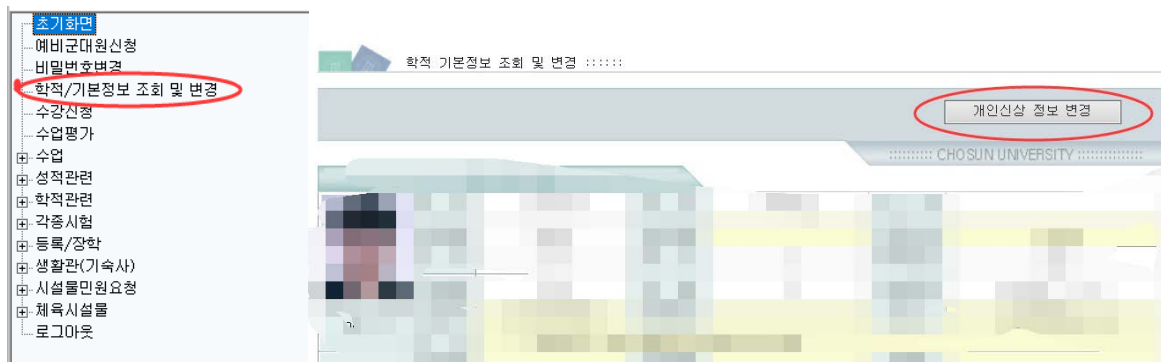 초기화면
예비군대원신청
비밀번호변경
학적/기본정보 조회 및 변경
수강신청
수업평가
수업
성적관련
학적관련
각종시험
등록/장학
생활관(기숙사)
시설물민원요청
체육시설물
로그아웃
학적 기본정보 조회 및 변경 ::::::
개인신상 정보 변경
:::::::::: CHOSUN UNIVERSITY ::::::::::::::